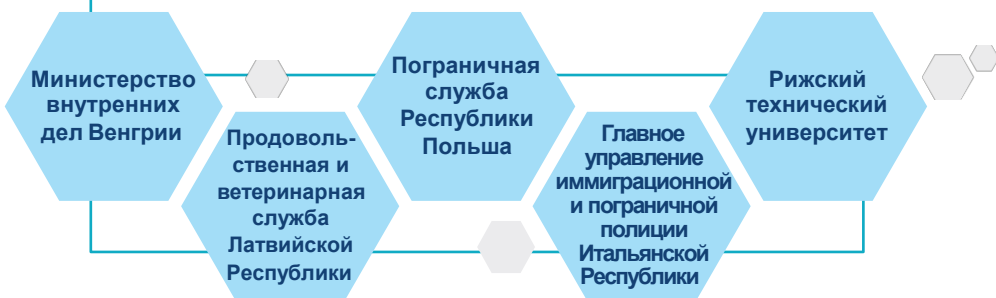 Министерство
внутренних
дел Венгрии
Продоволь-
ственная и
ветеринарная
служба
Латвийской
Республики
Пограничная
служба
Республики
Польша
Главное
управление
иммиграционной
и пограничной
полиции
Итальянской
Республики
Рижский
технический
университет